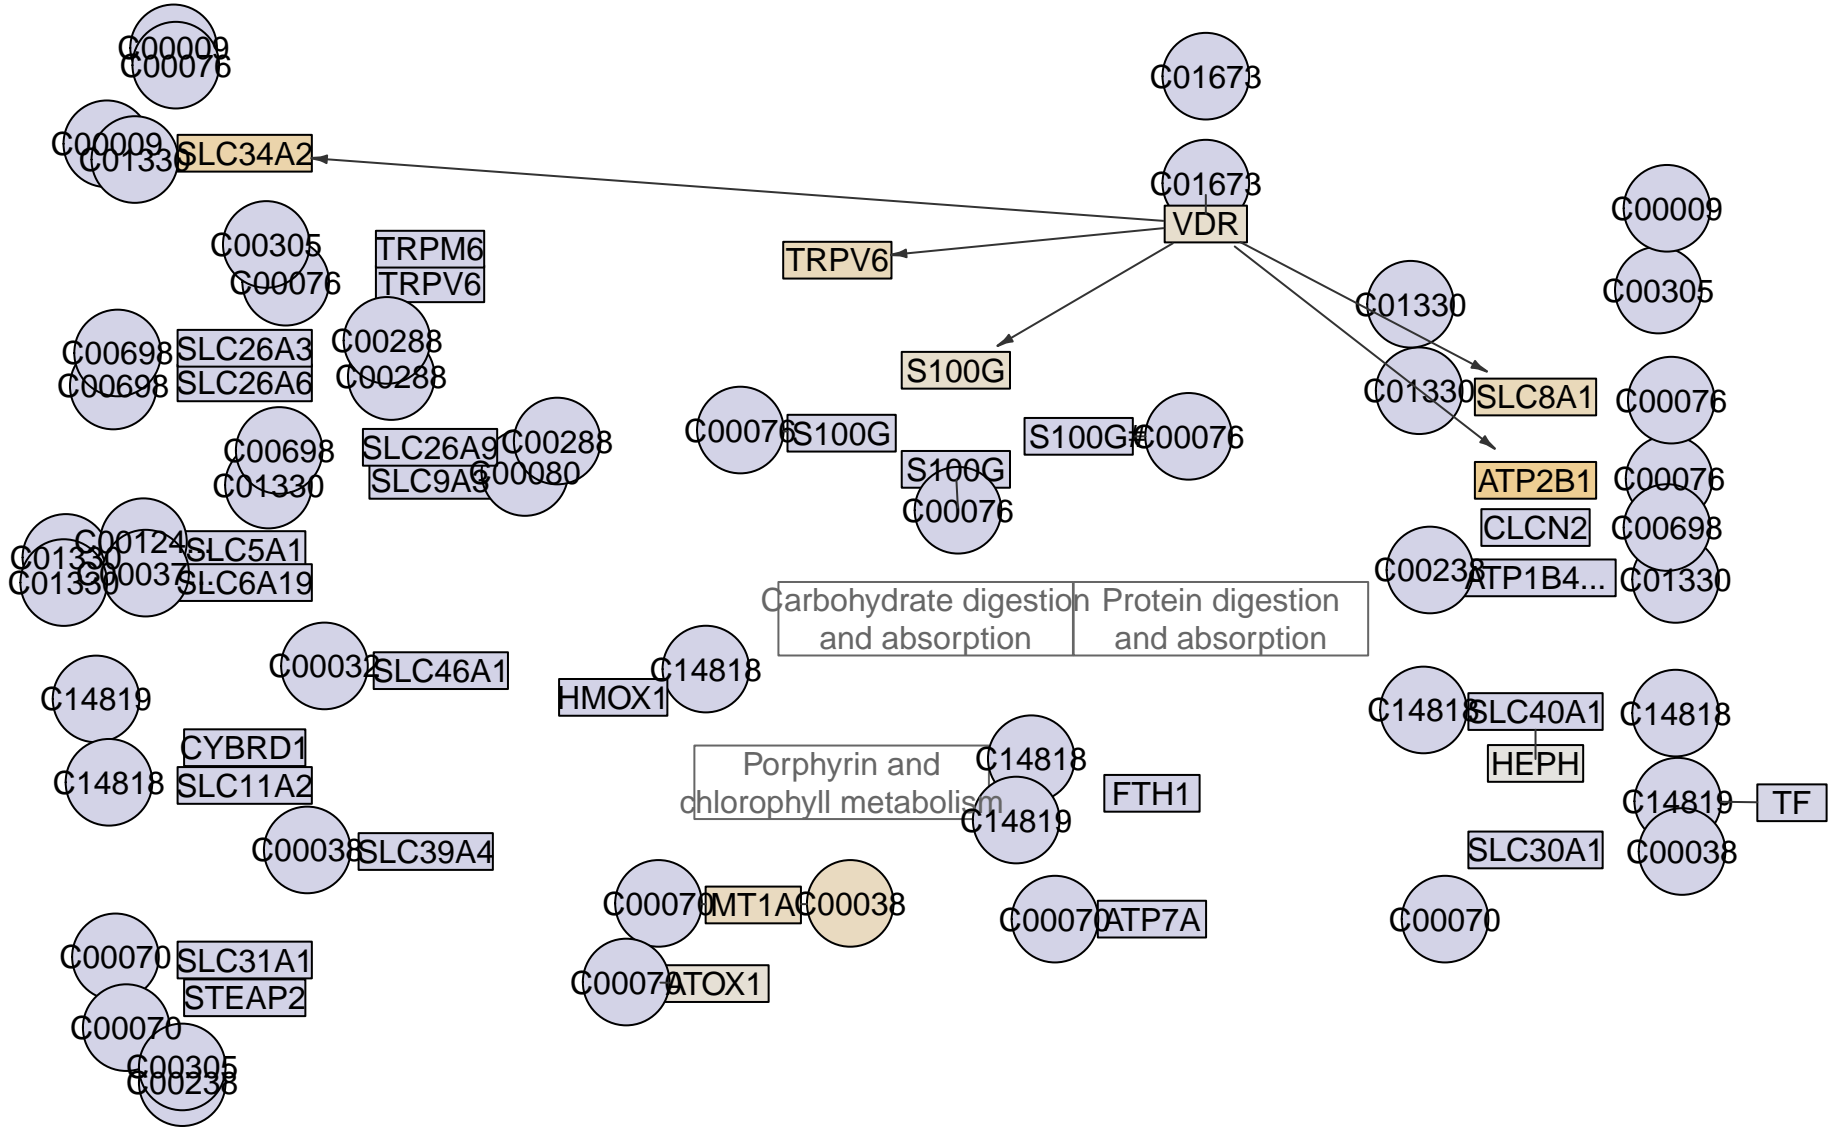 C00009
C00076
C01673
C00009
C01330
SLC34A2
C01673
VDR
C00009
C00305
C00076
TRPM6
TRPV6
TRPV6
C01330
C00305
C00698
C00698
SLC26A3
SLC26A6
C00288
C00288
S100G
C01330
SLC8A1
C00076
C00698
C01330
SLC26A9
SLC9A3
C00288
C00080
C00076
S100G
S100G#
C00076
S100G
C00076
ATP2B1
C00076
CLCN2
C00698
C01330
C01330
C00124...
C00037...
SLC5A1
SLC6A19
C00238
ATP1B4...
C01330
Carbohydrate digestion
and absorption
Protein digestion
and absorption
C00032
SLC46A1
HMOX1
C14818
C14819
C14818
SLC40A1
C14818
CYBRD1
C14818
SLC11A2
Porphyrin and
chlorophyll metabolism
C14818
C14819
FTH1
HEPH
C14819
TF
C00038
SLC39A4
SLC30A1
C00038
C00070
MT1A
C00038
C00070
ATP7A
C00070
C00070
SLC31A1
STEAP2
C00070
ATOX1
C00070
C00305
C00238